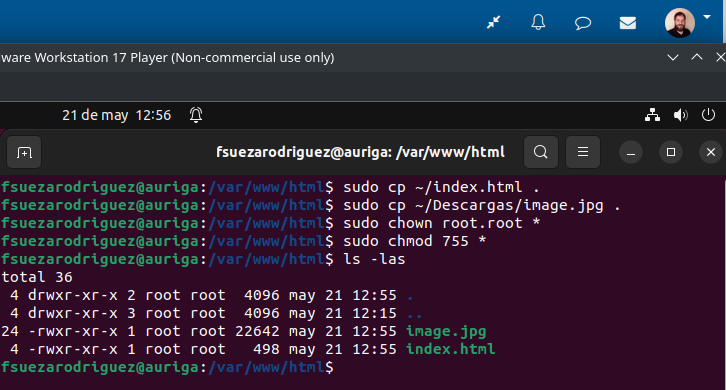 ware Workstation 17 Player (Non-commercial use only)
21 de may 12:56
fsuezarodriguez@auriga: /var/www/html
fsuezarodriguez@auriga:/var/www/html$ sudo cp ~/index.html .
fsuezarodriguez@auriga:/var/www/html$ sudo cp ~/Descargas/image.jpg .
fsuezarodriguez@auriga:/var/www/html$ sudo chown root.root *
fsuezarodriguez@auriga:/var/www/html$ sudo chmod 755 *
fsuezarodriguez@auriga:/var/www/html$ ls -las
total 36
 4 drwxr-xr-x 2 root root  4096 may 21 12:55 .
 4 drwxr-xr-x 3 root root  4096 may 21 12:15 ..
24 -rwxr-xr-x 1 root root 22642 may 21 12:55 image.jpg
 4 -rwxr-xr-x 1 root root   498 may 21 12:55 index.html
fsuezarodriguez@auriga:/var/www/html$